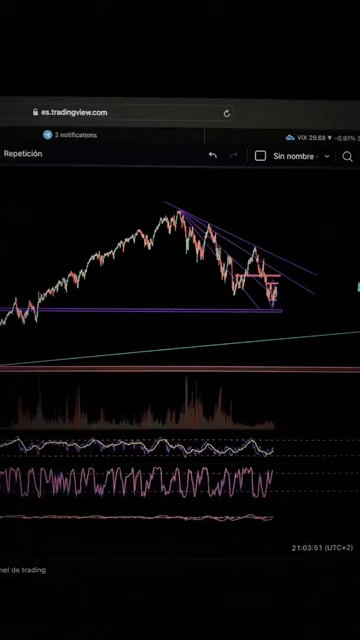 es.tradingview.com
2 notifications
VIX 29.68 ▼ −0.97%
Repetición
Sin nombre
21:03:51 (UTC+2)
nel de trading